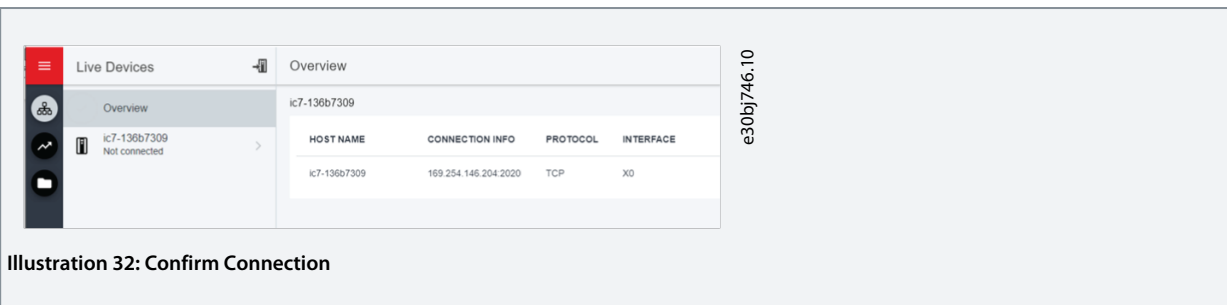 Live Devices
Overview
Overview
ic7-136b7309
Not connected
ic7-136b7309
HOST NAME CONNECTION INFO PROTOCOL INTERFACE
ic7-136b7309 169.254.146.204:2020 TCP X0
e30bj746.10
Illustration 32: Confirm Connection